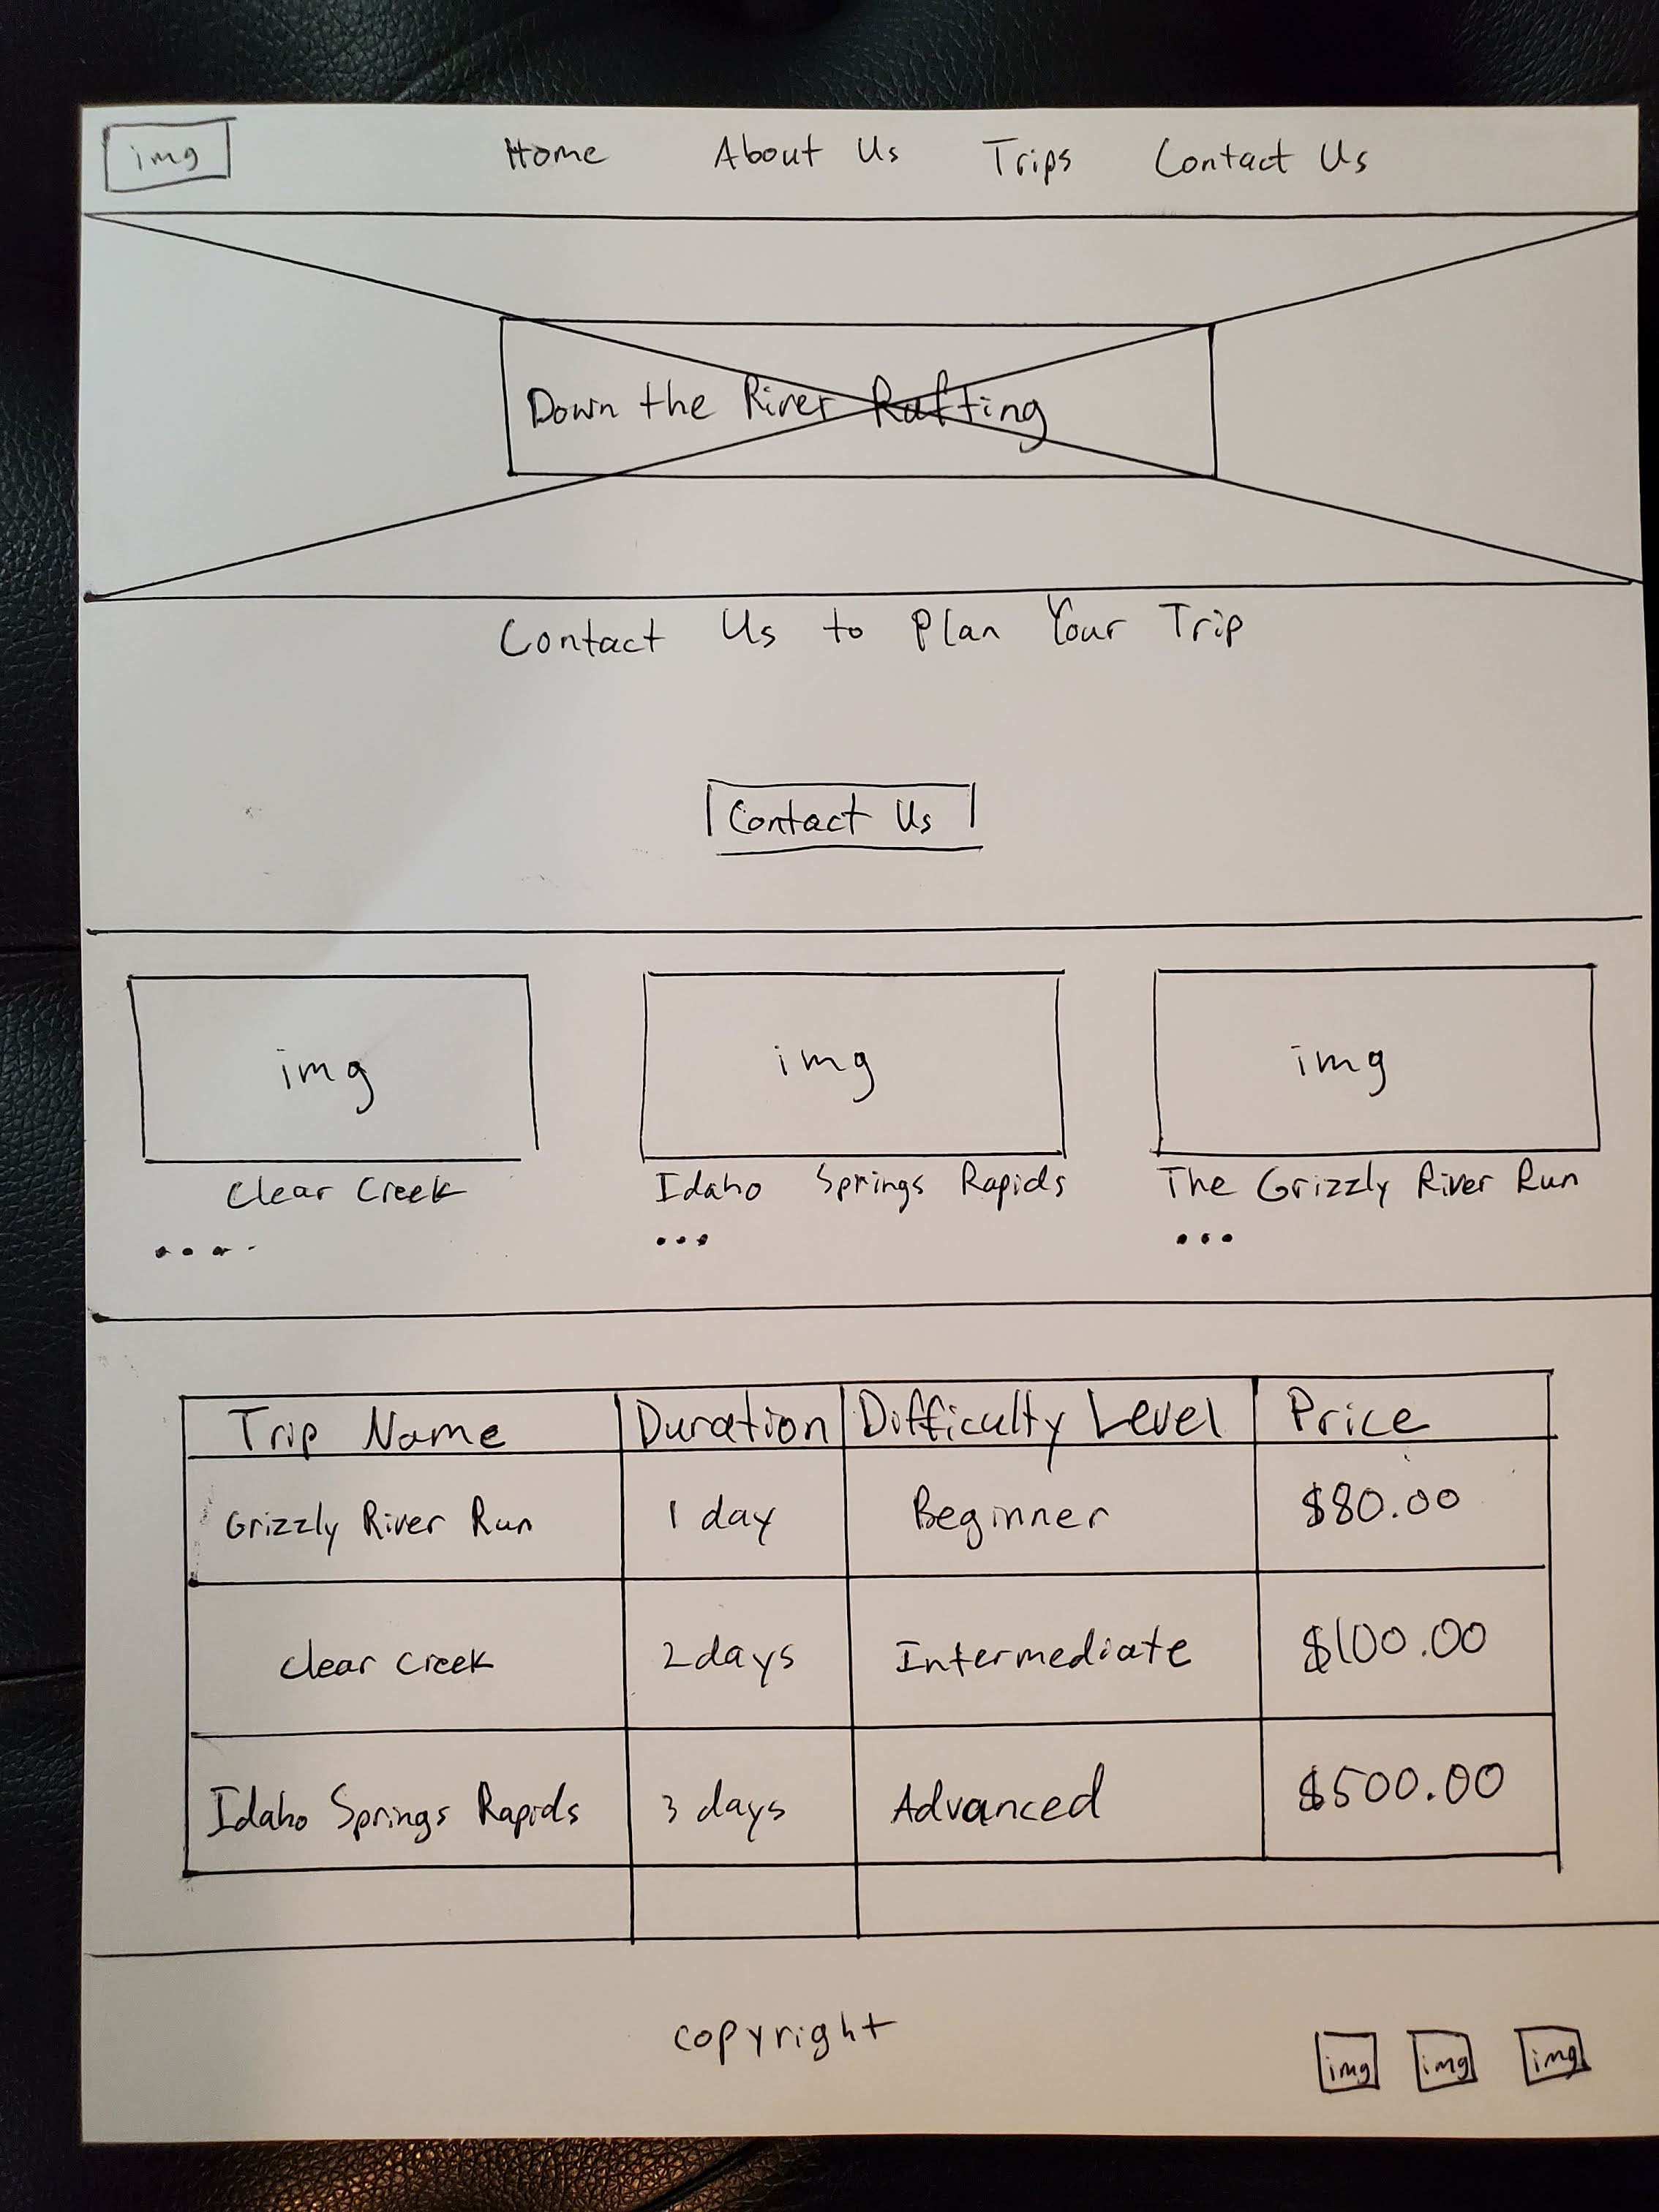 img Home About Us Trips Contact Us
Down the River Rafting
Contact Us to Plan Your Trip
Contact Us
img img img
Clear Creek Idaho Springs Rapids The Grizzly River Run
.... ... ...
Trip Name Duration Difficulty Level Price
Grizzly River Run 1 day Beginner $80.00
Clear Creek 2 days Intermediate $100.00
Idaho Springs Rapids 3 days Advanced $500.00
copyright
img img img